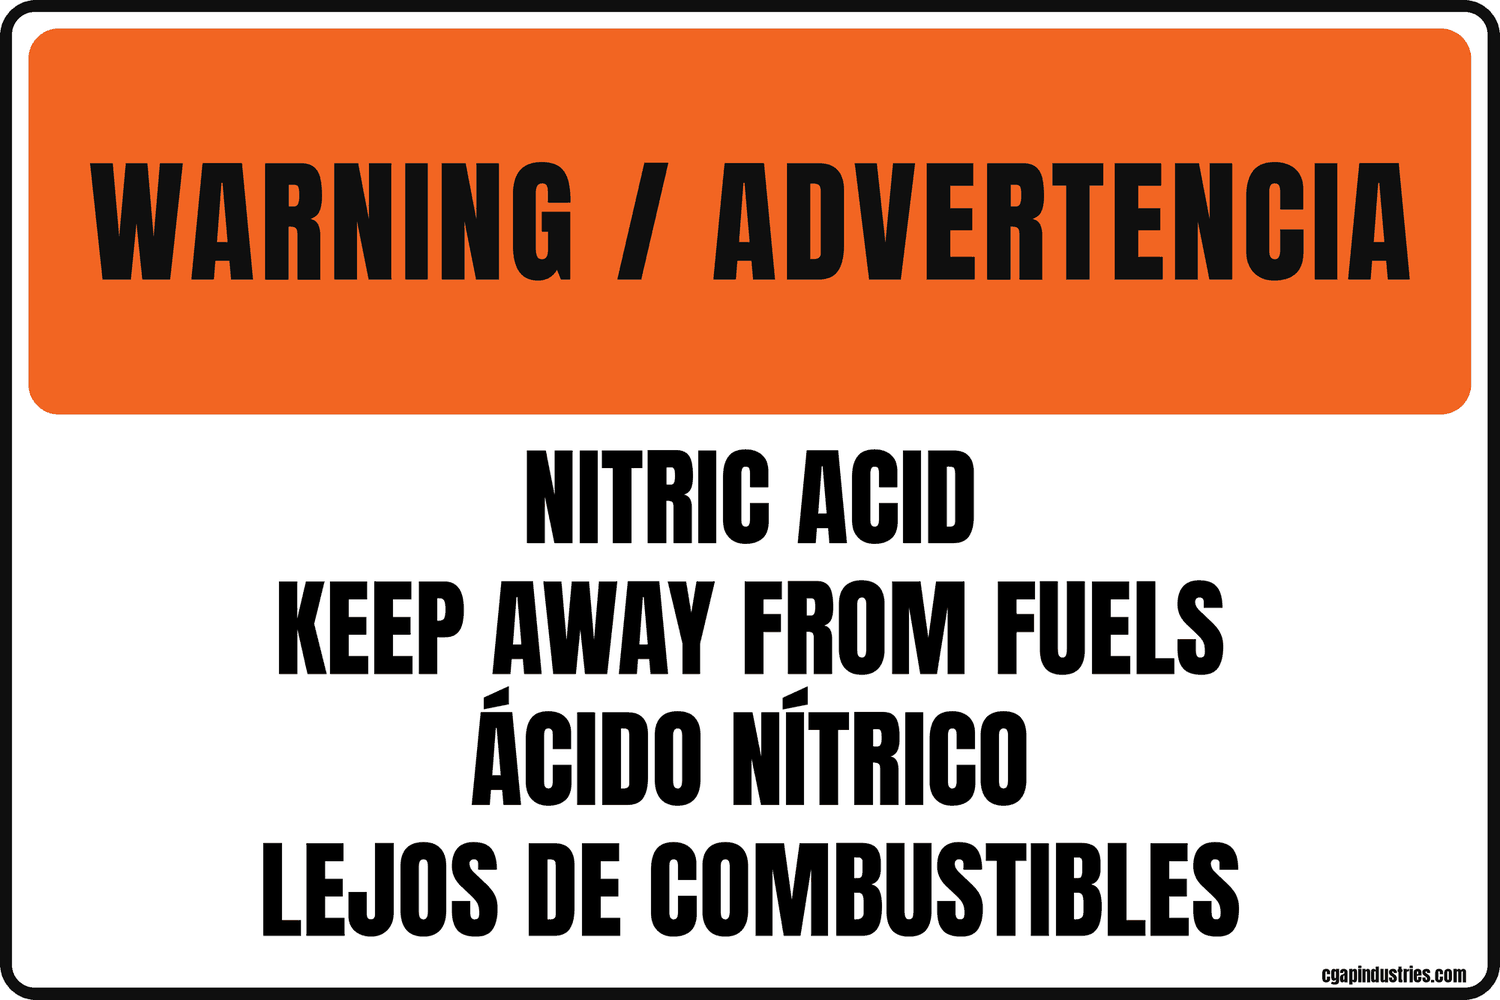 WARNING / ADVERTENCIA
NITRIC ACID
KEEP AWAY FROM FUELS
ÁCIDO NÍTRICO
LEJOS DE COMBUSTIBLES
cgapindustries.com